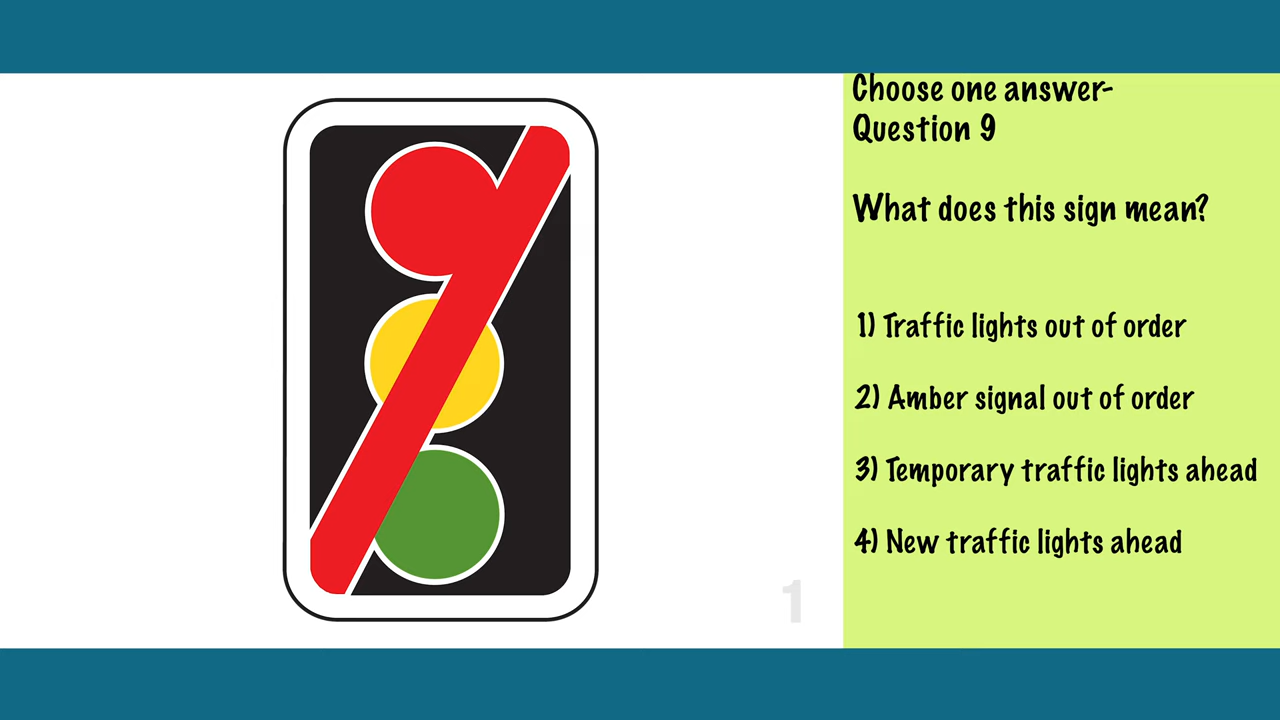 Choose one answer-
Question 9
What does this sign mean?
1) Traffic lights out of order
2) Amber signal out of order
3) Temporary traffic lights ahead
4) New traffic lights ahead
1